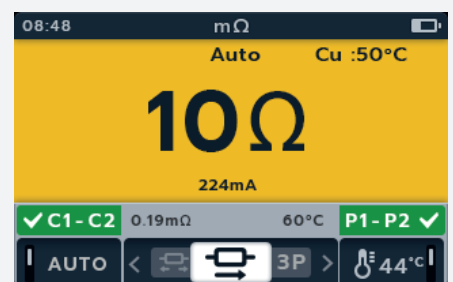 08:48 mΩ
Auto Cu :50°C
10Ω
224mA
✓ C1-C2 0.19mΩ 60°C P1-P2 ✓
AUTO < 3P > 44°C